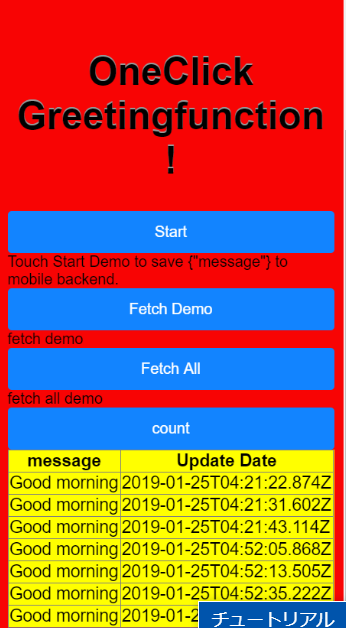 OneClick
Greetingfunction
!
Start
Touch Start Demo to save {"message"} to
mobile backend.
Fetch Demo
fetch demo
Fetch All
fetch all demo
count
message Update Date
Good morning 2019-01-25T04:21:22.874Z
Good morning 2019-01-25T04:21:31.602Z
Good morning 2019-01-25T04:21:43.114Z
Good morning 2019-01-25T04:52:05.868Z
Good morning 2019-01-25T04:52:13.505Z
Good morning 2019-01-25T04:52:35.222Z
Good morning
チュートリアル